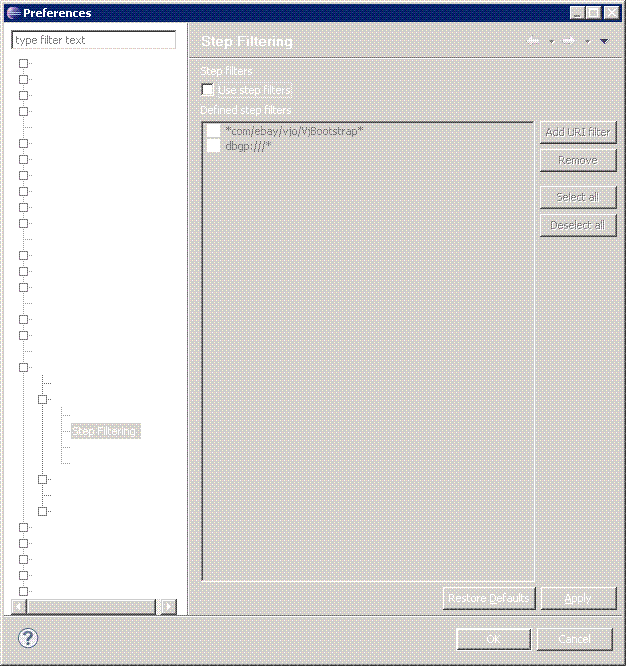 Preferences
type filter text
Step Filtering
Step Filtering
Step filters
Use step filters
Defined step filters
*com/ebay/vjo/VjBootstrap*
dbgp:///*
Add URI filter
Remove
Select all
Deselect all
Restore Defaults
Apply
OK
Cancel